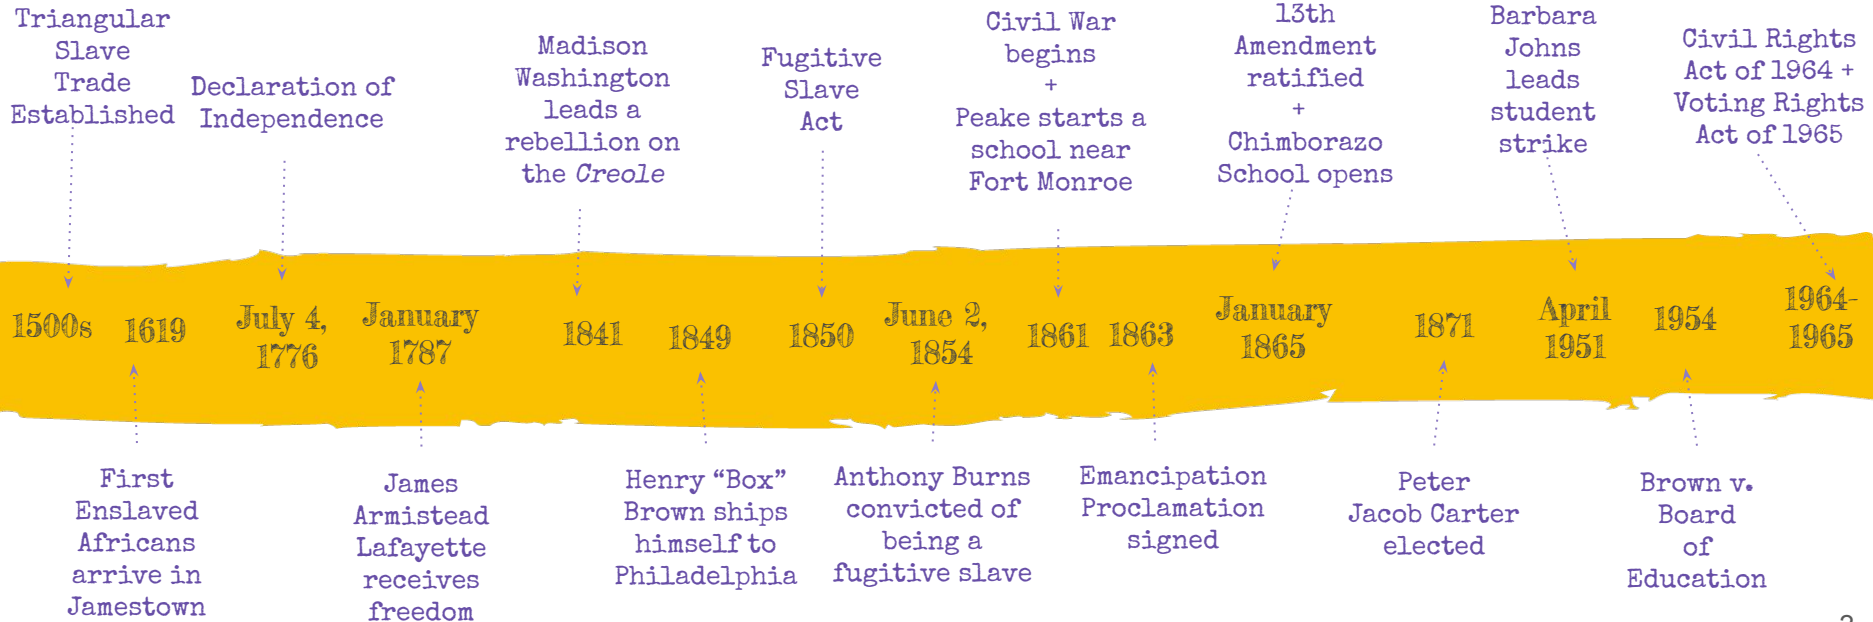 Triangular
Slave
Trade
Established
Declaration of
Independence
Madison
Washington
leads a
rebellion on
the Creole
Fugitive
Slave
Act
Civil War
begins
+
Peake starts a
school near
Fort Monroe
13th
Amendment
ratified
+
Chimborazo
School opens
Barbara
Johns
leads
student
strike
Civil Rights
Act of 1964 +
Voting Rights
Act of 1965
1500s
1619
July 4,
1776
January
1787
1841
1849
1850
June 2,
1854
1861
1863
January
1865
1871
April
1951
1954
1964-
1965
First
Enslaved
Africans
arrive in
Jamestown
James
Armistead
Lafayette
receives
freedom
Henry “Box”
Brown ships
himself to
Philadelphia
Anthony Burns
convicted of
being a
fugitive slave
Emancipation
Proclamation
signed
Peter
Jacob Carter
elected
Brown v.
Board
of
Education